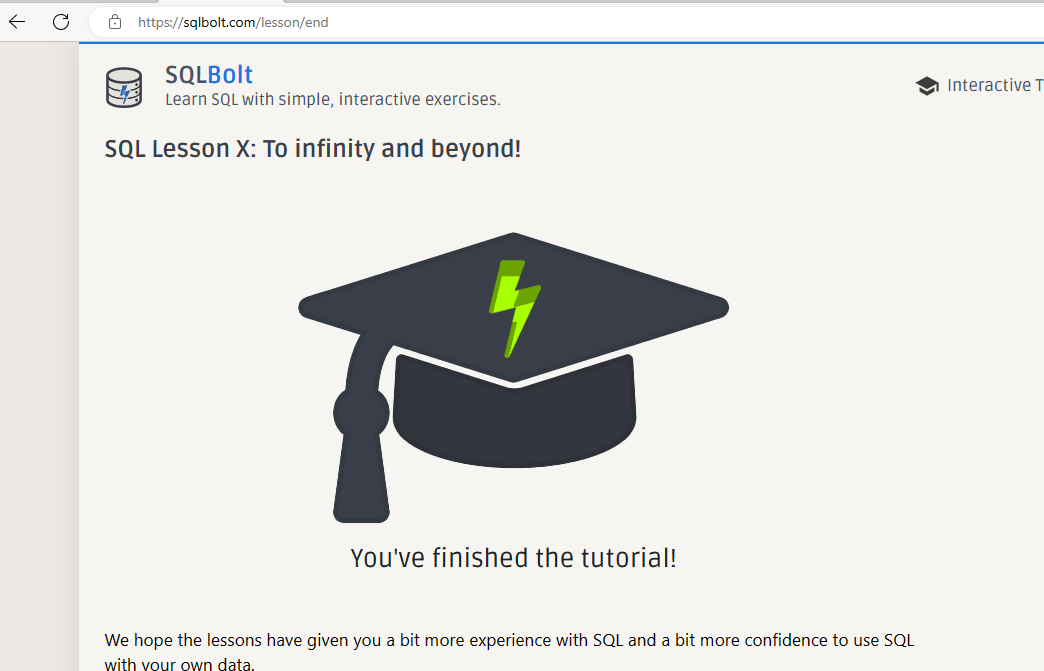 https://sqlbolt.com/lesson/end
SQLBolt
Learn SQL with simple, interactive exercises.
Interactive T
SQL Lesson X: To infinity and beyond!
You've finished the tutorial!
We hope the lessons have given you a bit more experience with SQL and a bit more confidence to use SQL
with your own data.